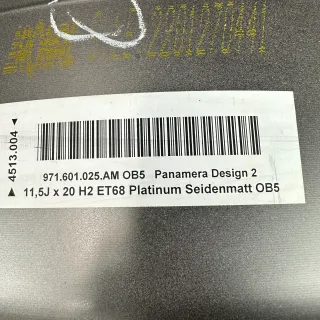 4513.004
971.601.025.AM OB5 Panamera Design 2
11,5J x 20 H2 ET68 Platinum Seidenmatt OB5